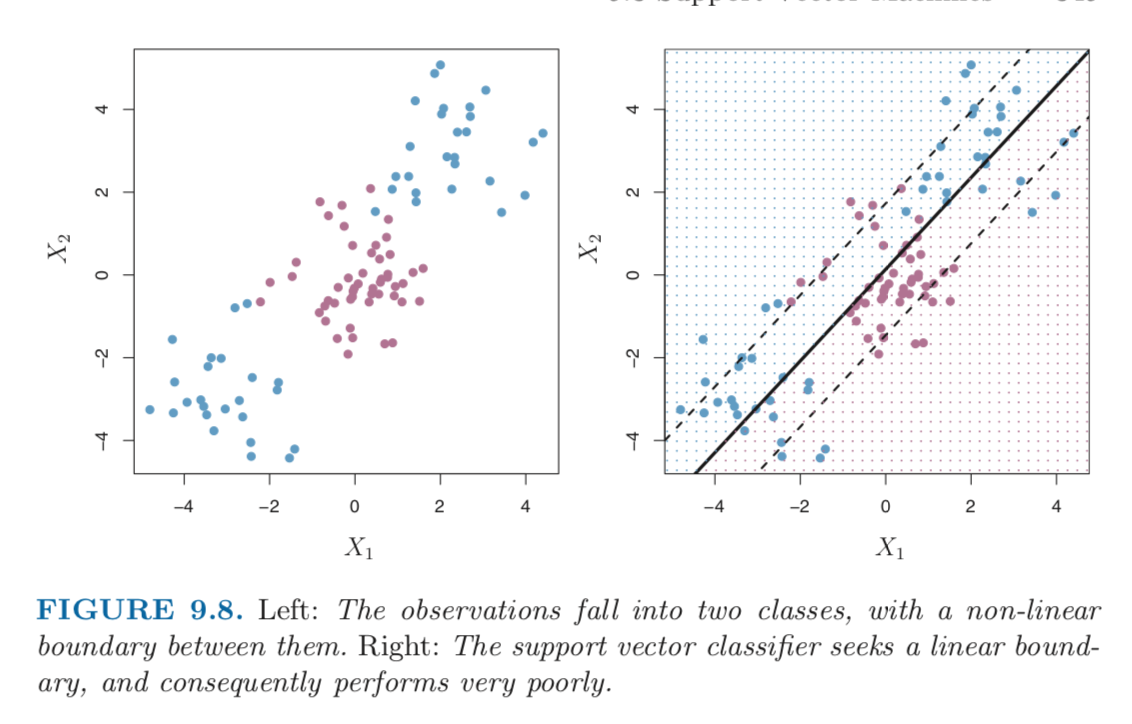 4
2
0
−2
−4
−4 −2 0 2 4
X2
X1
4
2
0
−2
−4
−4 −2 0 2 4
X2
X1
FIGURE 9.8. Left: The observations fall into two classes, with a non-linear
boundary between them. Right: The support vector classifier seeks a linear bound-
ary, and consequently performs very poorly.